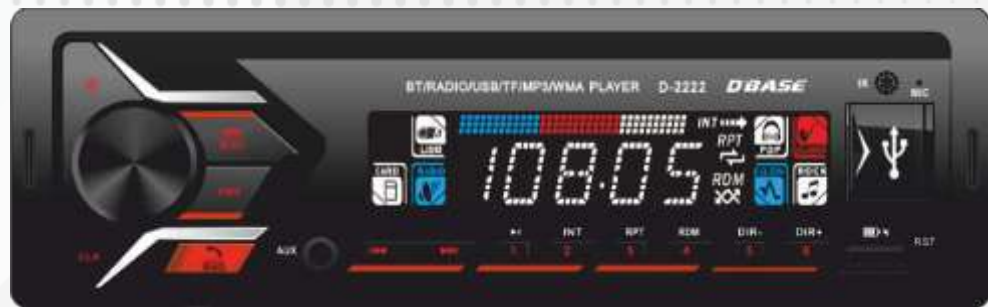 BT/RADIO/USB/TF/MP3/WMA PLAYER D-2222 D'BASE
IR
MIC
USB
INT
RPT
POP
CARD
AUDIO
108.05
RDM
ROCK
AUX
INT RPT RDM DIR- DIR+
1 2 3 4 5 6
RST